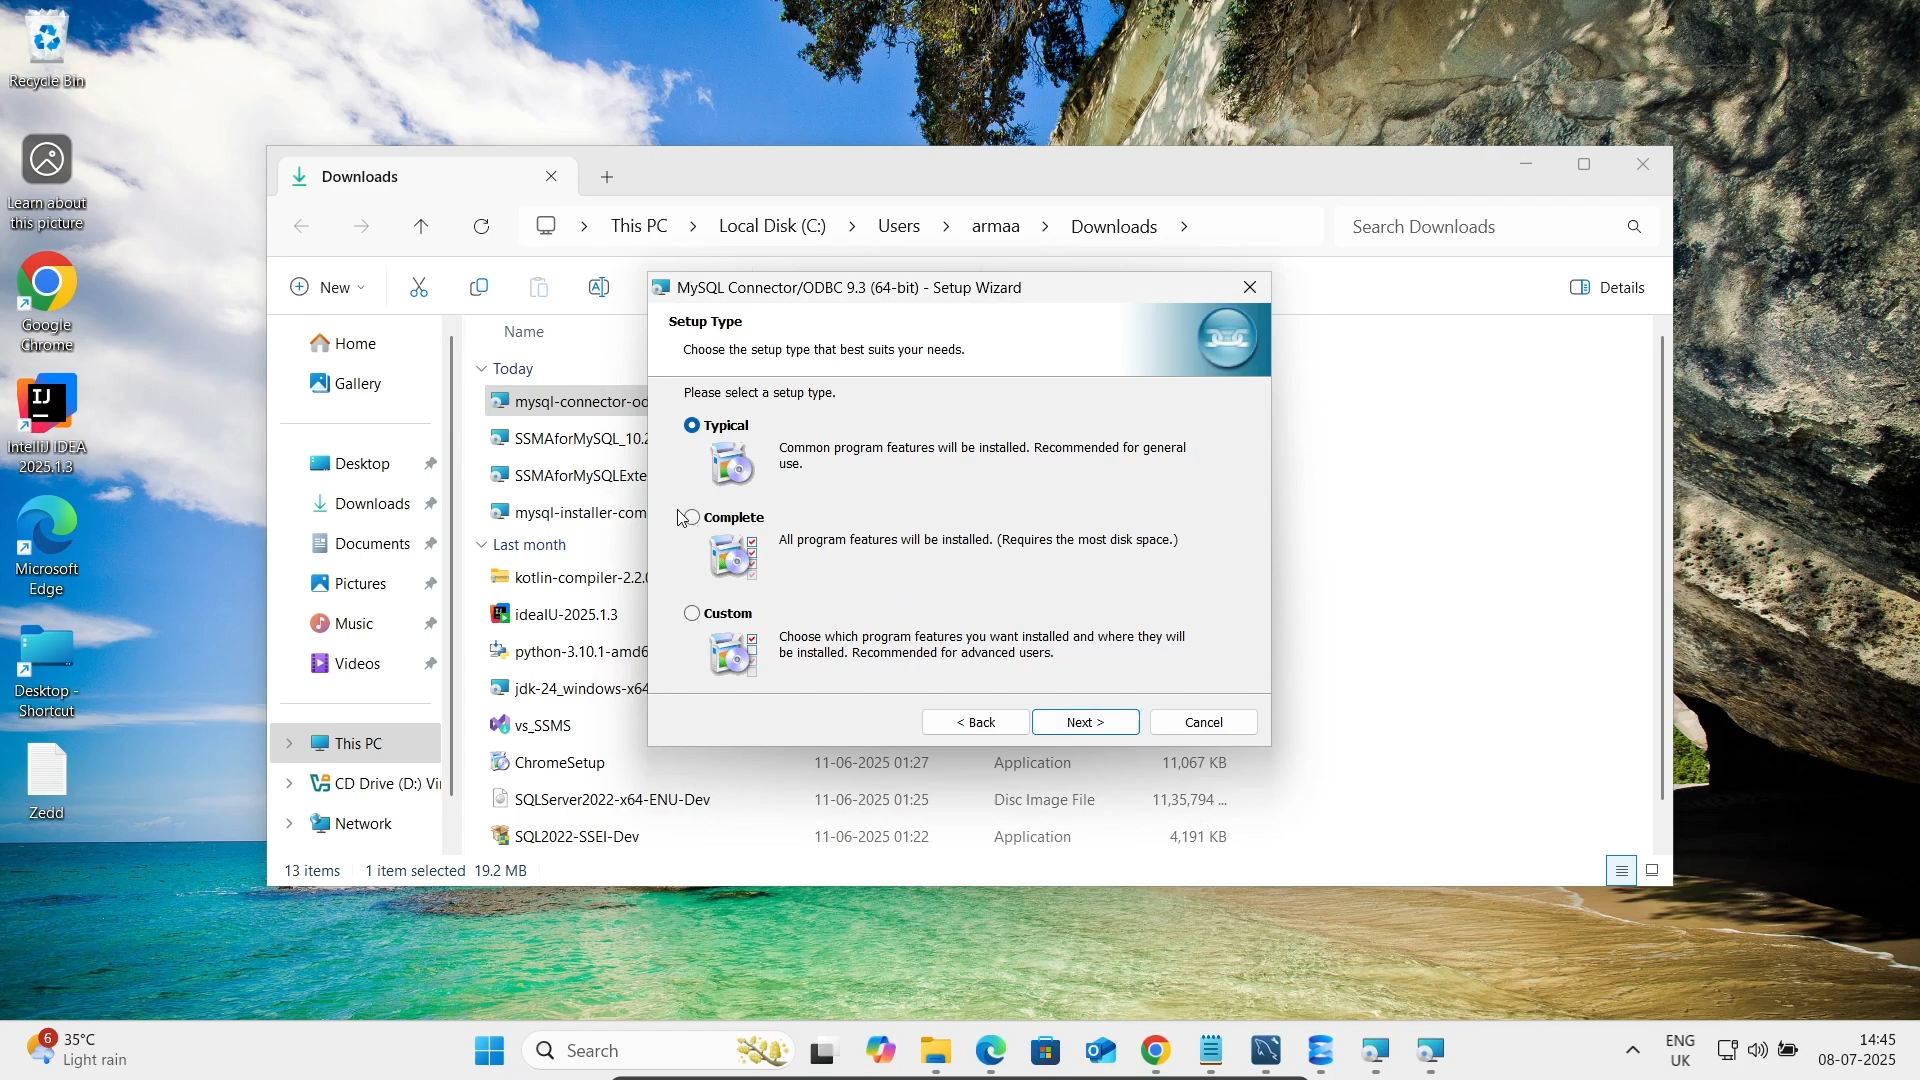 Recycle Bin
Learn about
this picture
Google
Chrome
IntelliJ IDEA
2025.1.3
Microsoft
Edge
Desktop -
Shortcut
Zedd
Downloads
This PC
Local Disk (C:)
Users
armaa
Downloads
Search Downloads
New
Details
Home
Gallery
Desktop
Downloads
Documents
Pictures
Music
Videos
This PC
CD Drive (D:) Vi
Network
Name
Today
mysql-connector-od
SSMAforMySQL_10.2
SSMAforMySQLExte
mysql-installer-com
Last month
kotlin-compiler-2.2.0
ideaIU-2025.1.3
python-3.10.1-amd6
jdk-24_windows-x64
vs_SSMS
ChromeSetup 11-06-2025 01:27 Application 11,067 KB
SQLServer2022-x64-ENU-Dev 11-06-2025 01:25 Disc Image File 11,35,794 ...
SQL2022-SSEI-Dev 11-06-2025 01:22 Application 4,191 KB
13 items 1 item selected 19.2 MB
MySQL Connector/ODBC 9.3 (64-bit) - Setup Wizard
Setup Type
Choose the setup type that best suits your needs.
Please select a setup type.
Typical
Common program features will be installed. Recommended for general
use.
Complete
All program features will be installed. (Requires the most disk space.)
Custom
Choose which program features you want installed and where they will
be installed. Recommended for advanced users.
< Back
Next >
Cancel
6
35°C
Light rain
Search
ENG
UK
14:45
08-07-2025